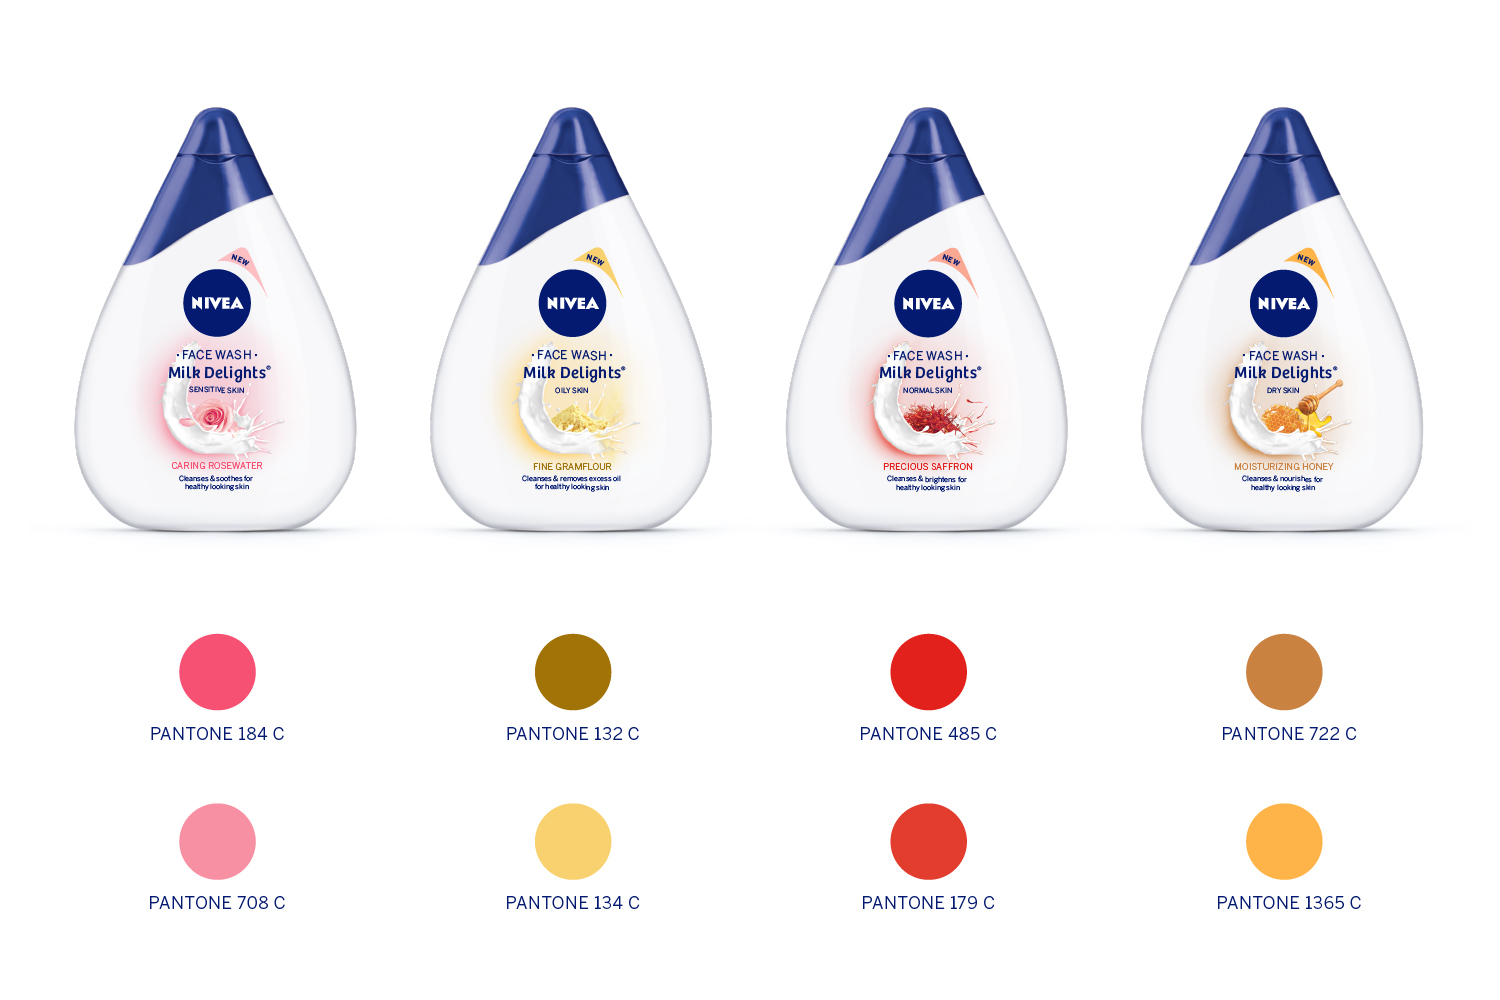 NEW
NIVEA
· FACE WASH ·
Milk Delights®
SENSITIVE SKIN
CARING ROSEWATER
Cleanses & soothes for
healthy looking skin
NEW
NIVEA
· FACE WASH ·
Milk Delights®
OILY SKIN
FINE GRAMFLOUR
Cleanses & removes excess oil
for healthy looking skin
NEW
NIVEA
· FACE WASH ·
Milk Delights®
NORMAL SKIN
PRECIOUS SAFFRON
Cleanses & brightens for
healthy looking skin
NEW
NIVEA
· FACE WASH ·
Milk Delights®
DRY SKIN
MOISTURIZING HONEY
Cleanses & nourishes for
healthy looking skin
PANTONE 184 C
PANTONE 132 C
PANTONE 485 C
PANTONE 722 C
PANTONE 708 C
PANTONE 134 C
PANTONE 179 C
PANTONE 1365 C